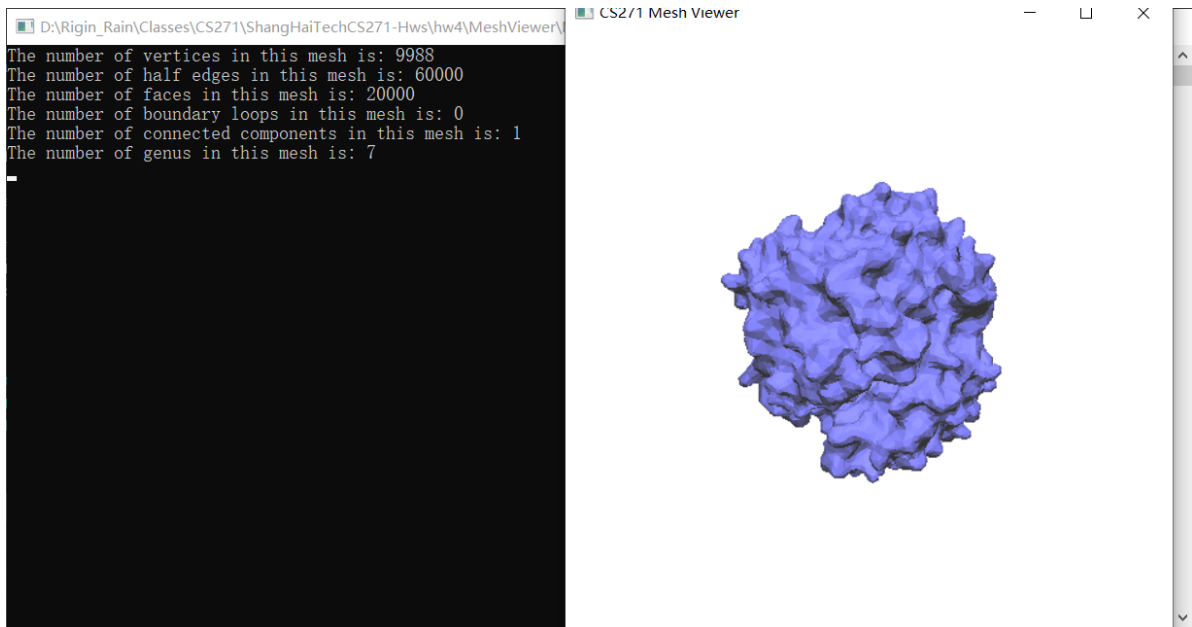 D:\Rigin_Rain\Classes\CS271\ShangHaiTechCS271-Hws\hw4\MeshViewer\
CS271 Mesh Viewer
The number of vertices in this mesh is: 9988
The number of half edges in this mesh is: 60000
The number of faces in this mesh is: 20000
The number of boundary loops in this mesh is: 0
The number of connected components in this mesh is: 1
The number of genus in this mesh is: 7